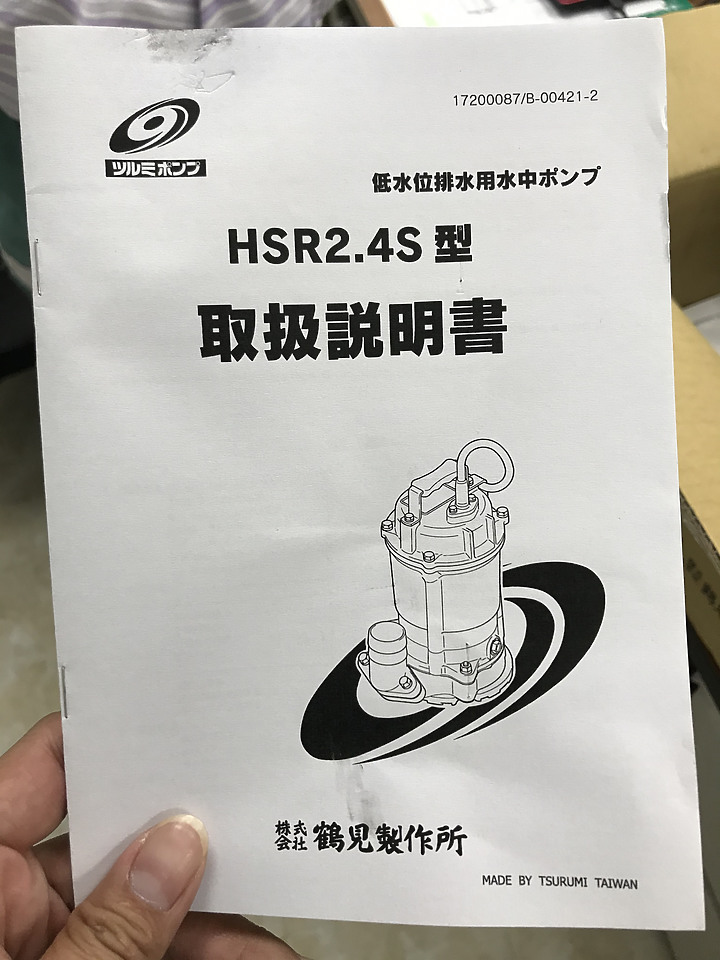 17200087/B-00421-2
ツルミポンプ
低水位排水用水中ポンプ
HSR2.4S 型
取扱説明書
株式会社 鶴見製作所
MADE BY TSURUMI TAIWAN